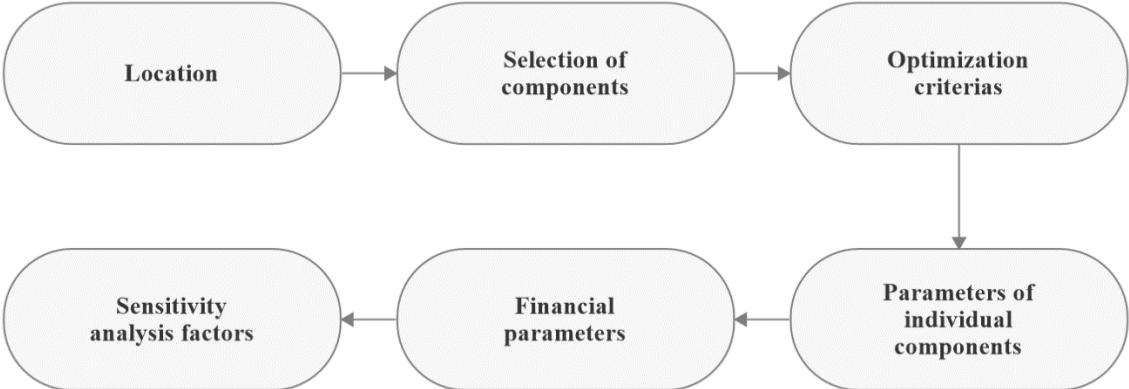 Location
Selection of
components
Optimization
criterias
Parameters of
individual
components
Financial
parameters
Sensitivity
analysis factors